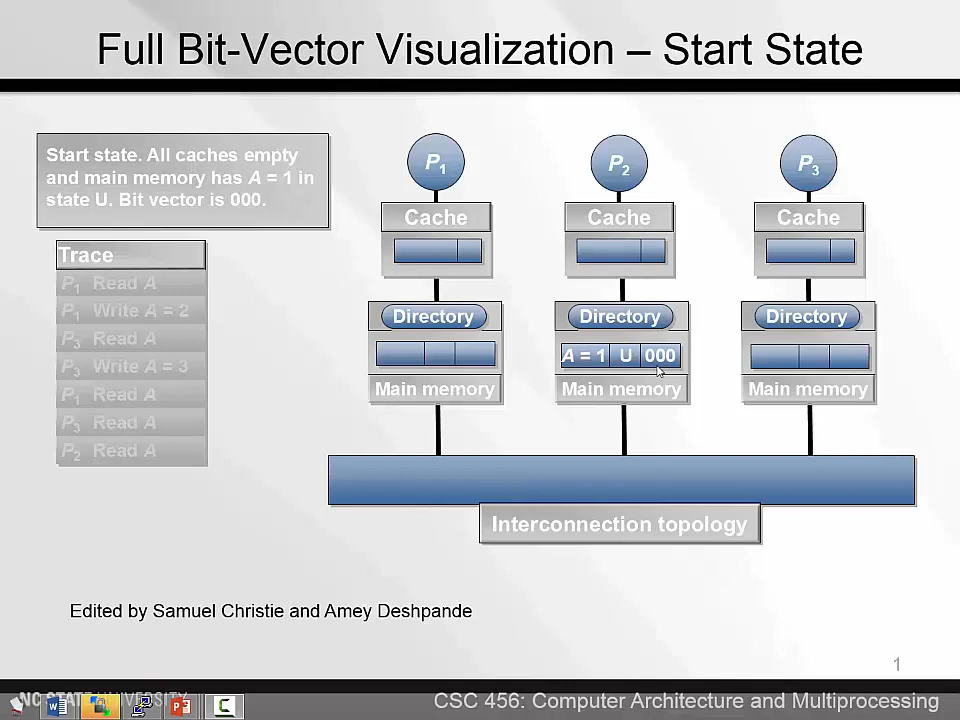 Full Bit-Vector Visualization – Start State
Start state. All caches empty
and main memory has A = 1 in
state U. Bit vector is 000.
Trace
P1 Read A
P1 Write A = 2
P3 Read A
P3 Write A = 3
P1 Read A
P3 Read A
P2 Read A
P1
P2
P3
Cache
Cache
Cache
Directory
Directory
Directory
A = 1 U 000
Main memory
Main memory
Main memory
Interconnection topology
Edited by Samuel Christie and Amey Deshpande
1
NC STATE UNIVERSITY
CSC 456: Computer Architecture and Multiprocessing